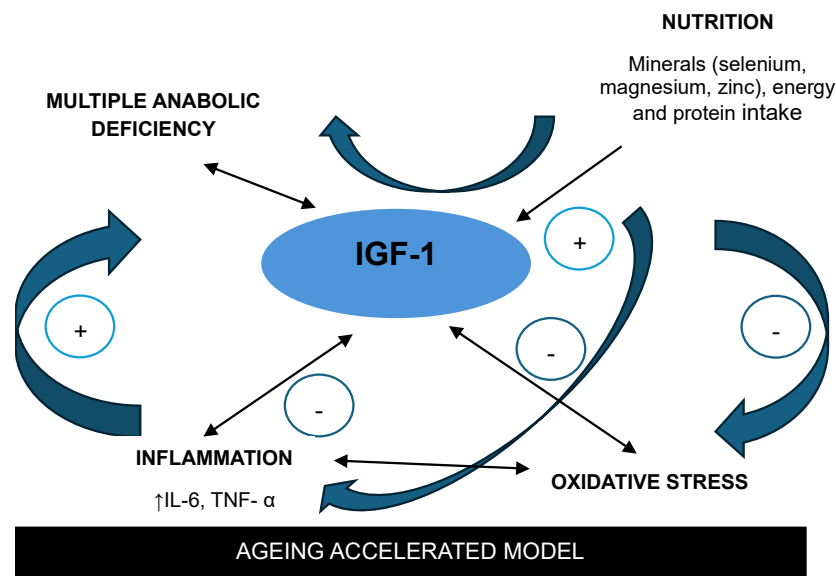 NUTRITION
Minerals (selenium,
magnesium, zinc), energy
and protein intake
MULTIPLE ANABOLIC
DEFICIENCY
IGF-1
+
+
-
-
-
INFLAMMATION
↑IL-6, TNF- α
OXIDATIVE STRESS
AGEING ACCELERATED MODEL